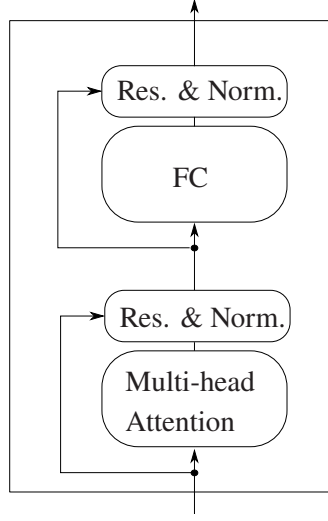 Res. & Norm.
FC
Res. & Norm.
Multi-head
Attention